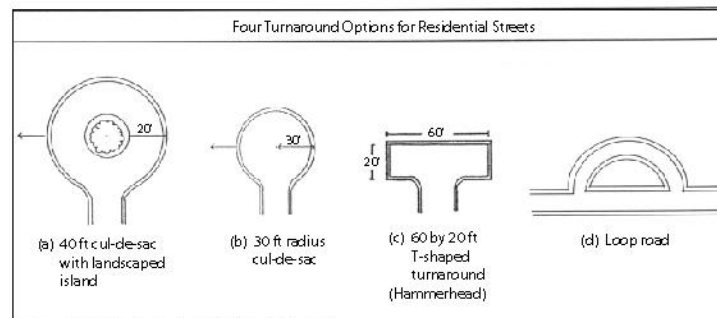 Four Turnaround Options for Residential Streets
20'
30'
60'
20'
(a) 40 ft cul-de-sac
with landscaped
island
(b) 30 ft radius
cul-de-sac
(c) 60 by 20 ft
T-shaped
turnaround
(Hammerhead)
(d) Loop road